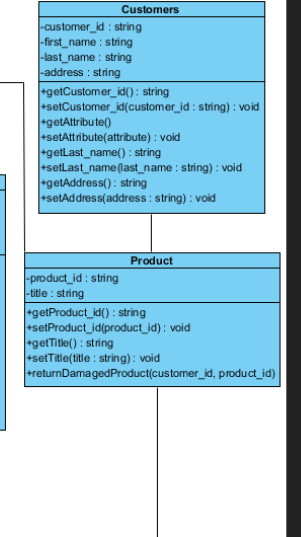 Customers
-customer_id : string
-first_name : string
-last_name : string
-address : string
+getCustomer_id() : string
+setCustomer_id(customer_id : string) : void
+getAttribute()
+setAttribute(attribute) : void
+getLast_name() : string
+setLast_name(last_name : string) : void
+getAddress() : string
+setAddress(address : string) : void
Product
-product_id : string
-title : string
+getProduct_id() : string
+setProduct_id(product_id) : void
+getTitle() : string
+setTitle(title : string) : void
+returnDamagedProduct(customer_id, product_id)